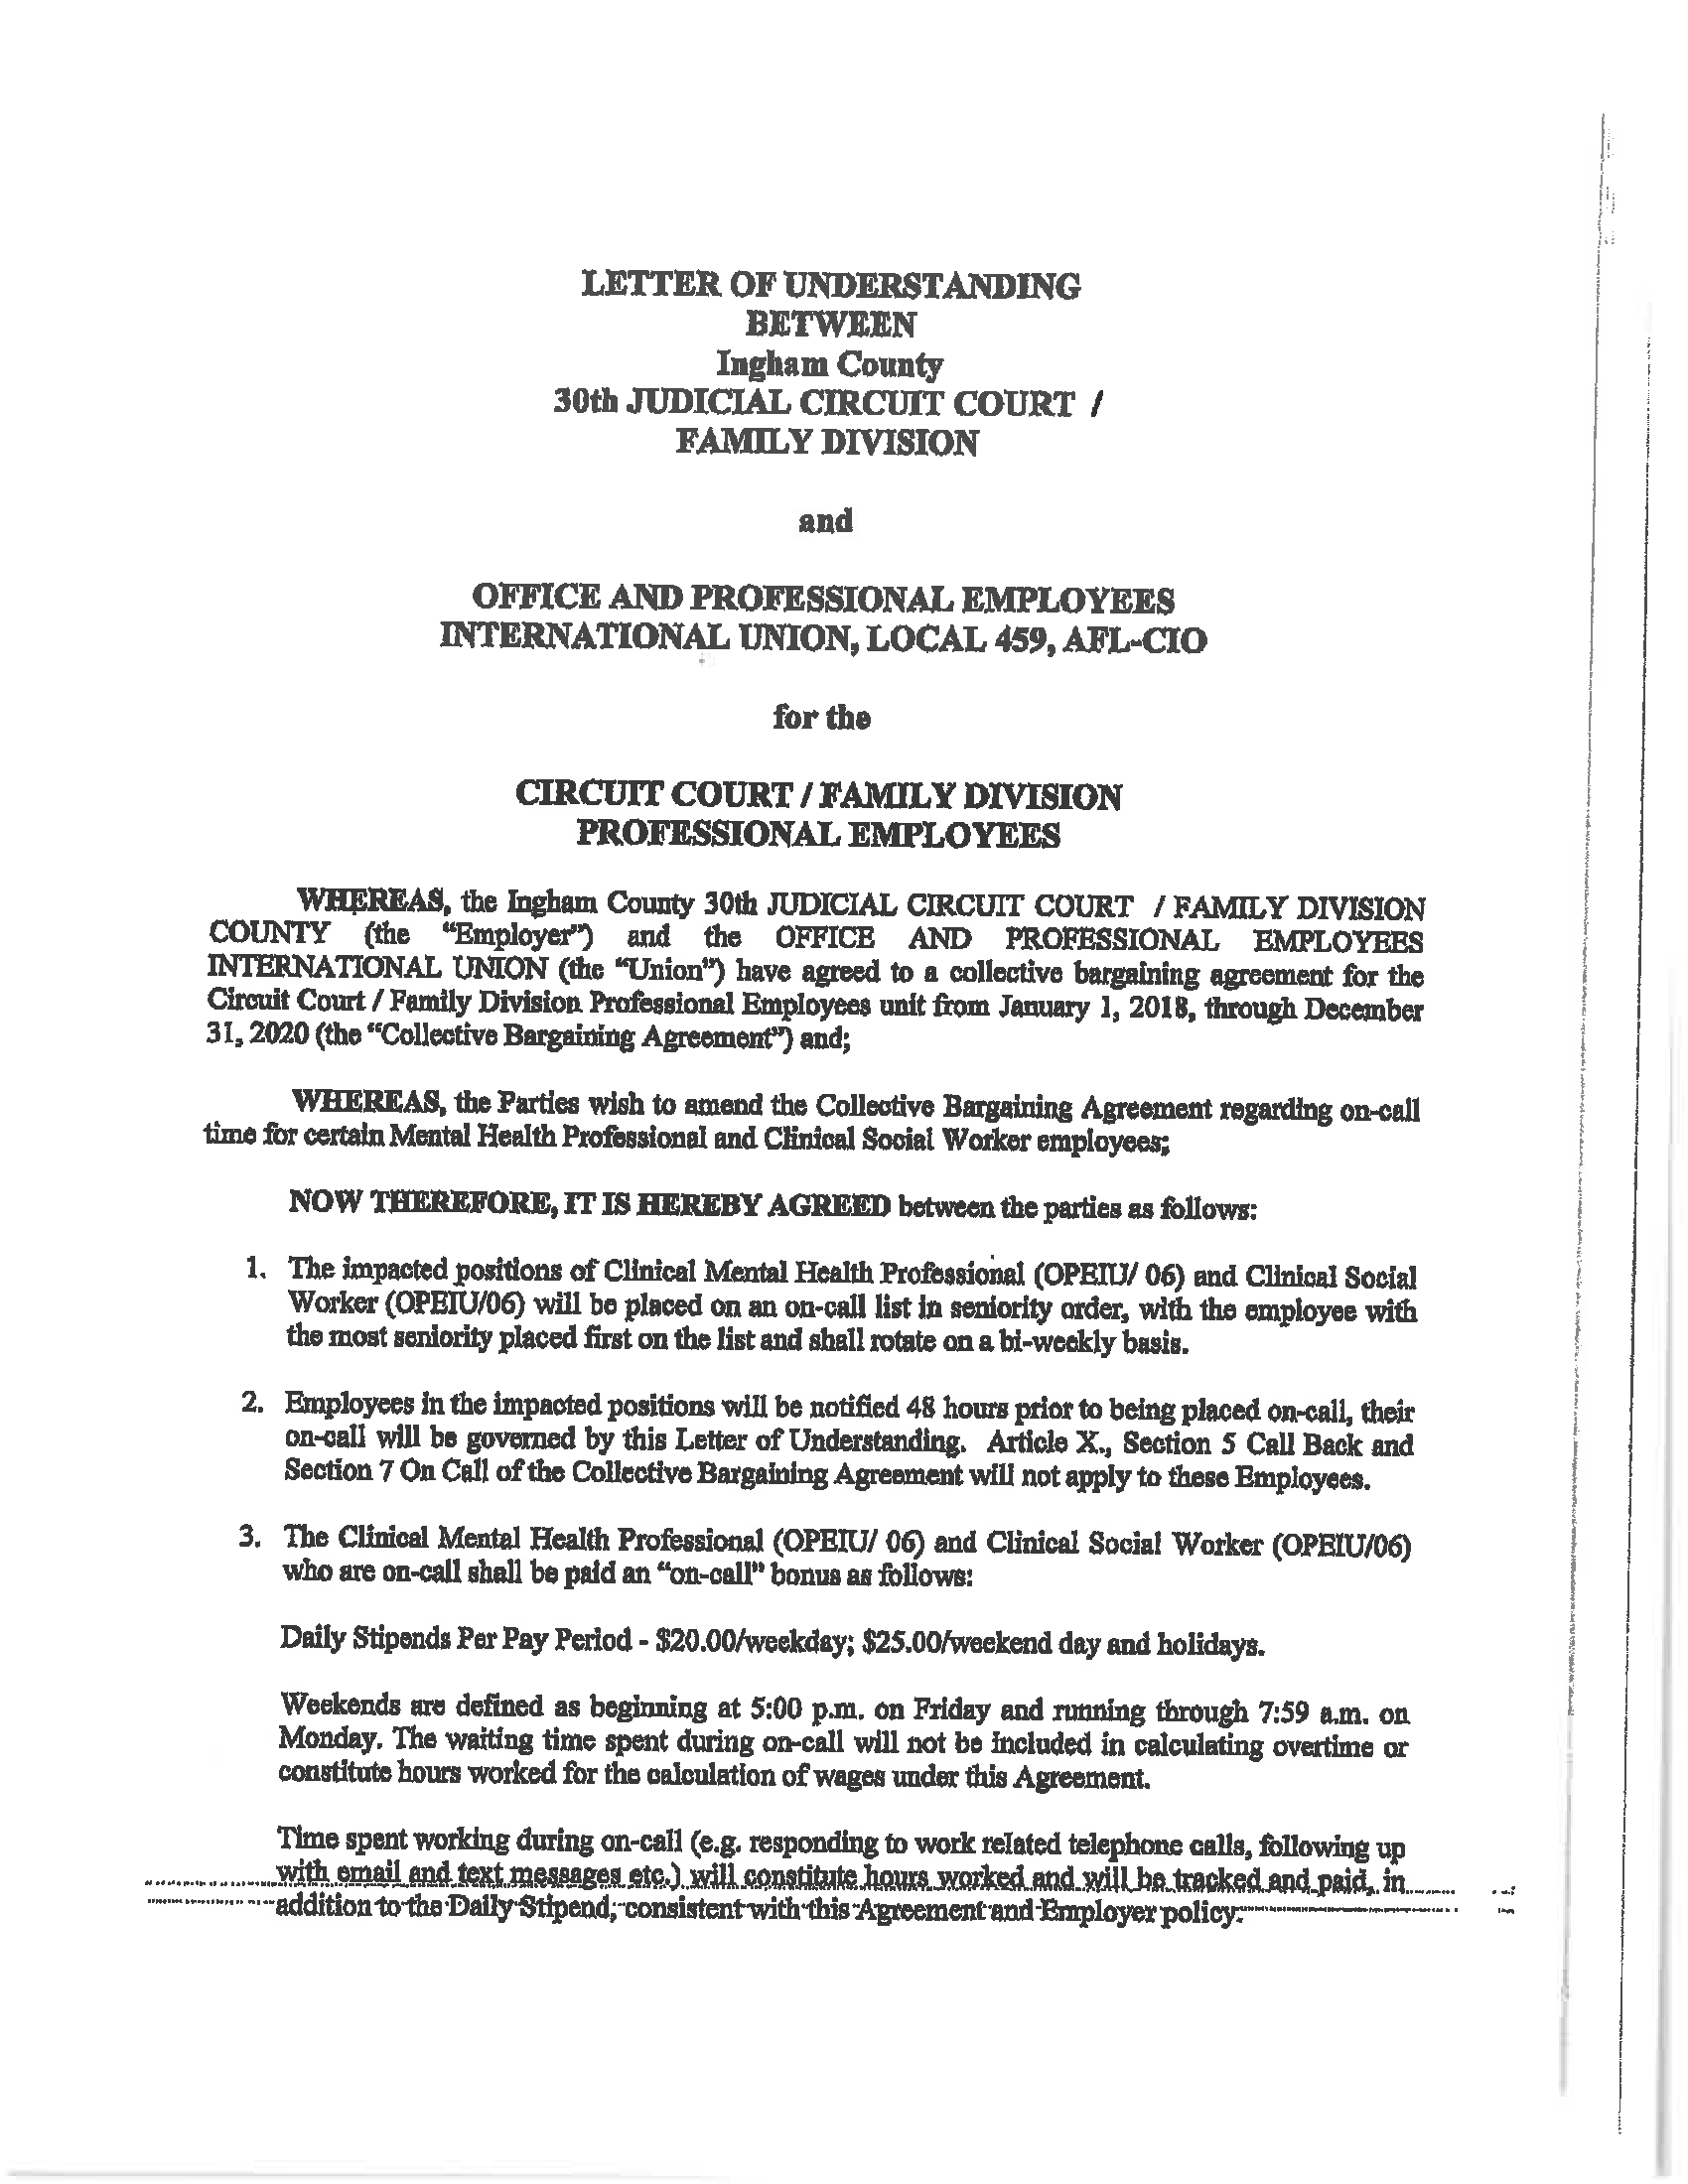 LETTER OF UNDERSTANDING
BETWEEN
Ingham County
30th JUDICIAL CIRCUIT COURT /
FAMILY DIVISION
and
OFFICE AND PROFESSIONAL EMPLOYEES
INTERNATIONAL UNION, LOCAL 459, AFL-CIO
for the
CIRCUIT COURT / FAMILY DIVISION
PROFESSIONAL EMPLOYEES
WHEREAS, the Ingham County 30th JUDICIAL CIRCUIT COURT / FAMILY DIVISION
COUNTY (the “Employer”) and the OFFICE AND PROFESSIONAL EMPLOYEES
INTERNATIONAL UNION (the “Union”) have agreed to a collective bargaining agreement for the
Circuit Court / Family Division Professional Employees unit from January 1, 2018, through December
31, 2020 (the “Collective Bargaining Agreement”) and;
WHEREAS, the Parties wish to amend the Collective Bargaining Agreement regarding on-call
time for certain Mental Health Professional and Clinical Social Worker employees;
NOW THEREFORE, IT IS HEREBY AGREED between the parties as follows:
1. The impacted positions of Clinical Mental Health Professional (OPEIU/ 06) and Clinical Social
Worker (OPEIU/06) will be placed on an on-call list in seniority order, with the employee with
the most seniority placed first on the list and shall rotate on a bi-weekly basis.
2. Employees in the impacted positions will be notified 48 hours prior to being placed on-call, their
on-call will be governed by this Letter of Understanding. Article X., Section 5 Call Back and
Section 7 On Call of the Collective Bargaining Agreement will not apply to these Employees.
3. The Clinical Mental Health Professional (OPEIU/ 06) and Clinical Social Worker (OPEIU/06)
who are on-call shall be paid an “on-call” bonus as follows:
Daily Stipends Per Pay Period - $20.00/weekday; $25.00/weekend day and holidays.
Weekends are defined as beginning at 5:00 p.m. on Friday and running through 7:59 a.m. on
Monday. The waiting time spent during on-call will not be included in calculating overtime or
constitute hours worked for the calculation of wages under this Agreement.
Time spent working during on-call (e.g. responding to work related telephone calls, following up
with email and text messages etc.) will constitute hours worked and will be tracked and paid, in
addition to the Daily Stipend, consistent with this Agreement and Employer policy.